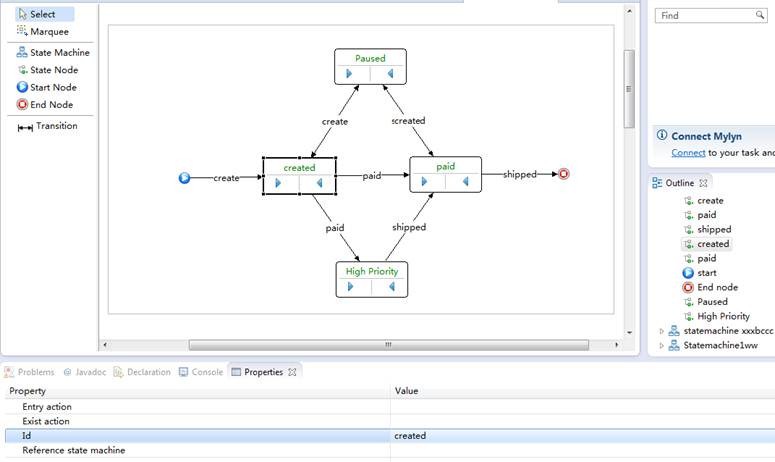 Select
Marquee
State Machine
State Node
Start Node
End Node
Transition
Paused
create
screated
created
paid
create
paid
shipped
paid
shipped
High Priority
Find
Connect Mylyn
Connect to your task and
Outline
create
paid
shipped
created
paid
start
End node
Paused
High Priority
statemachine xxxbccc
Statemachine1ww
Problems
@ Javadoc
Declaration
Console
Properties
Property Value
Entry action
Exist action
Id created
Reference state machine